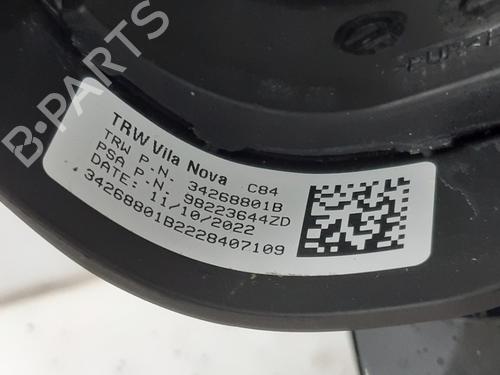 TRW Vila Nova C84
TRW P.N. 34268801B
PSA P.N. 98223644ZD
DATE: 11/10/2022
34268801B2228407109
B-PARTS